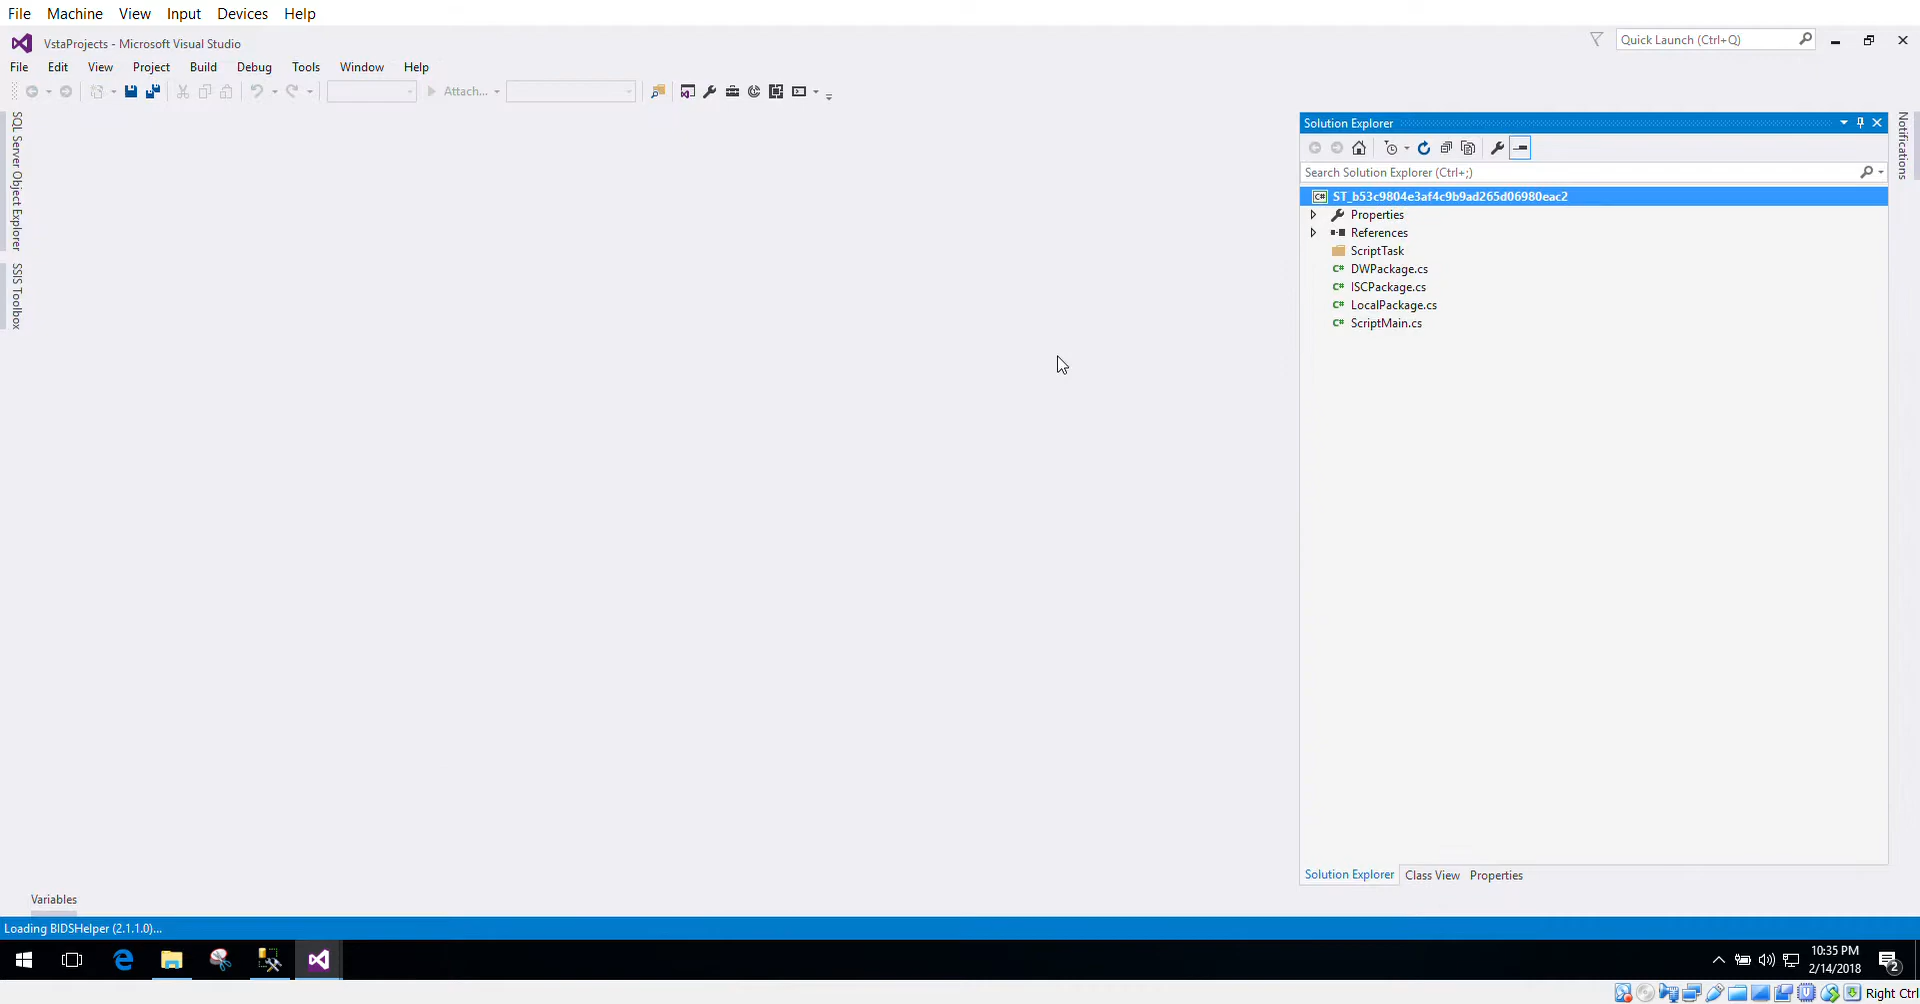 File Machine View Input Devices Help
VstaProjects - Microsoft Visual Studio
Quick Launch (Ctrl+Q)
File Edit View Project Build Debug Tools Window Help
Attach...
SQL Server Object Explorer
SSIS Toolbox
Solution Explorer
Search Solution Explorer (Ctrl+;)
C# ST_b53c9804e3af4c9b9ad265d06980eac2
Properties
References
ScriptTask
C# DWPackage.cs
C# ISCPackage.cs
C# LocalPackage.cs
C# ScriptMain.cs
Notifications
Solution Explorer Class View Properties
Variables
Loading BIDSHelper (2.1.1.0)...
10:35 PM
2/14/2018
2
Right Ctrl